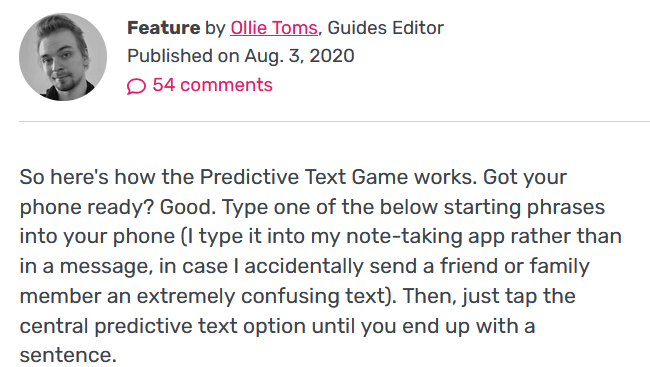 Feature by Ollie Toms, Guides Editor
Published on Aug. 3, 2020
54 comments
So here's how the Predictive Text Game works. Got your
phone ready? Good. Type one of the below starting phrases
into your phone (I type it into my note-taking app rather than
in a message, in case I accidentally send a friend or family
member an extremely confusing text). Then, just tap the
central predictive text option until you end up with a
sentence.